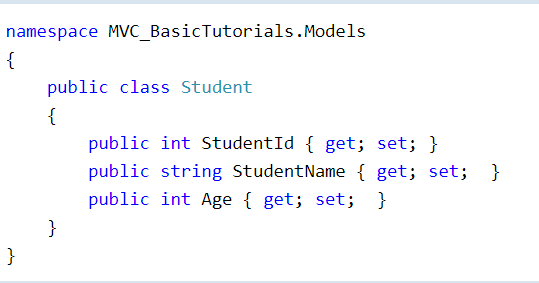 namespace MVC_BasicTutorials.Models
{
    public class Student
    {
        public int StudentId { get; set; }
        public string StudentName { get; set;  }
        public int Age { get; set;  }
    }
}